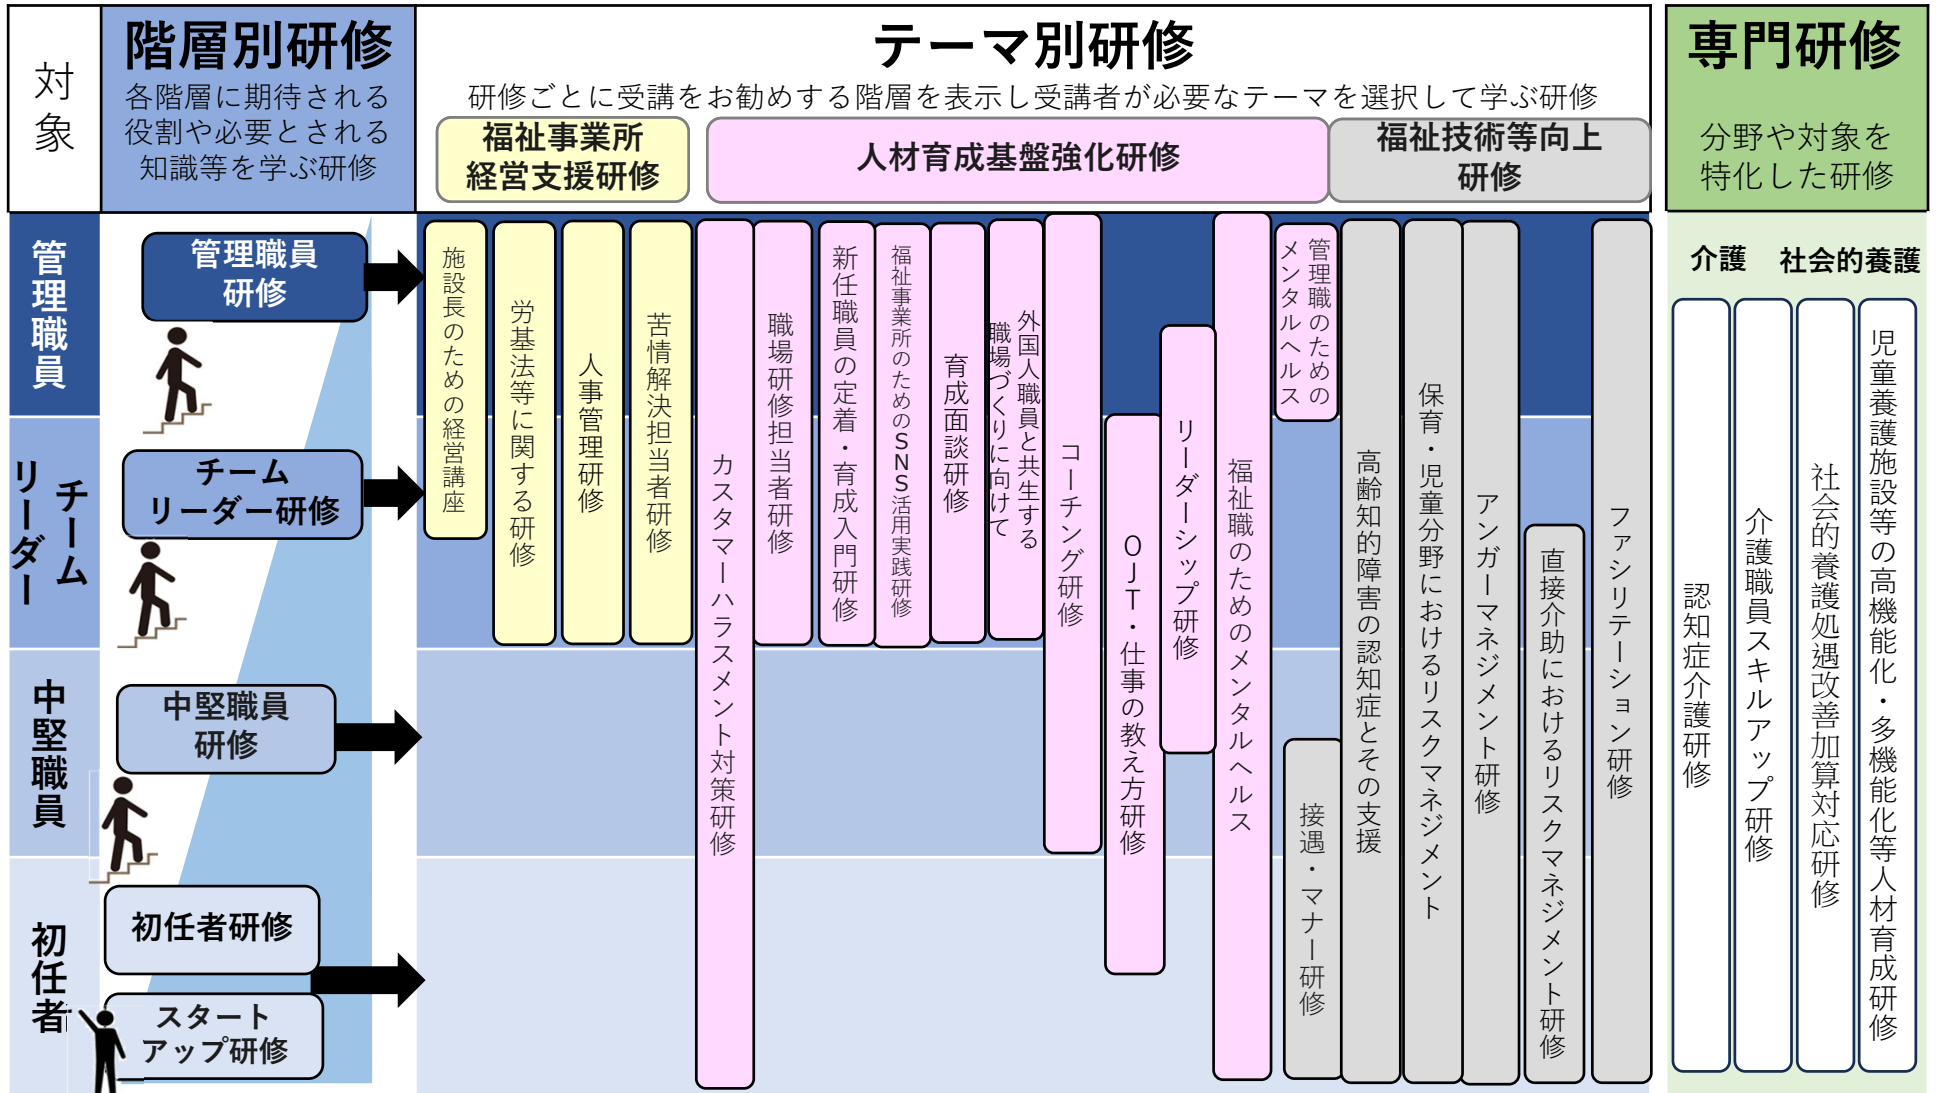 対象
階層別研修
各階層に期待される
役割や必要とされる
知識等を学ぶ研修
テーマ別研修
研修ごとに受講をお勧めする階層を表示し受講者が必要なテーマを選択して学ぶ研修
福祉事業所
経営支援研修
人材育成基盤強化研修
福祉技術等向上
研修
専門研修
分野や対象を
特化した研修
管理職員
チーム
リーダー
中堅職員
初任者
管理職員
研修
チーム
リーダー研修
中堅職員
研修
初任者研修
スタート
アップ研修
施設長のための経営講座
労基法等に関する研修
人事管理研修
苦情解決担当者研修
カスタマーハラスメント対策研修
職場研修担当者研修
新任職員の定着・育成入門研修
福祉事業所のためのSNS活用実践研修
育成面談研修
外国人職員と共生する
職場づくりに向けて
コーチング研修
OJT・仕事の教え方研修
リーダーシップ研修
福祉職のためのメンタルヘルス
管理職のための
メンタルヘルス
接遇・マナー研修
高齢知的障害の認知症とその支援
保育・児童分野におけるリスクマネジメント
アンガーマネジメント研修
直接介助におけるリスクマネジメント研修
ファシリテーション研修
介護
社会的養護
認知症介護研修
介護職員スキルアップ研修
社会的養護処遇改善加算対応研修
児童養護施設等の高機能化・多機能化等人材育成研修